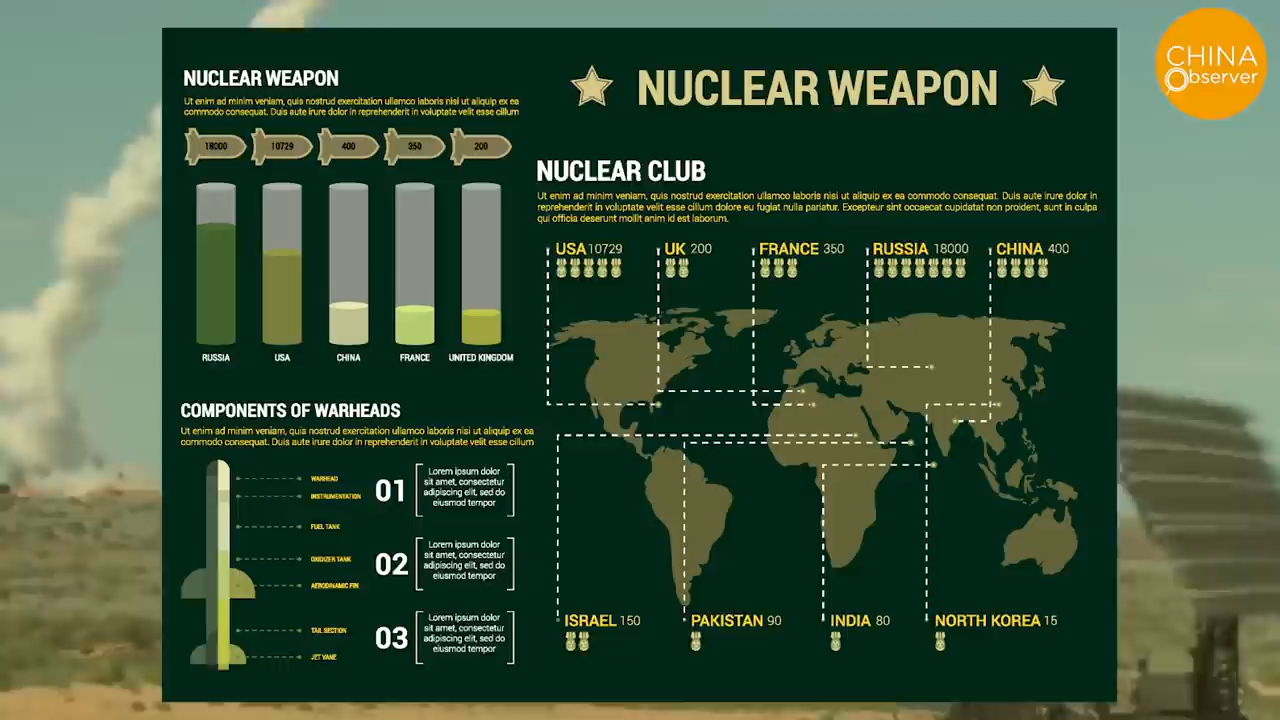 CHINA
Observer
NUCLEAR WEAPON
Ut enim ad minim veniam, quis nostrud exercitation ullamco laboris nisi ut aliquip ex ea
commodo consequat. Duis aute irure dolor in reprehenderit in voluptate velit esse cillum
18000 10729 400 350 200
RUSSIA USA CHINA FRANCE UNITED KINGDOM
COMPONENTS OF WARHEADS
Ut enim ad minim veniam, quis nostrud exercitation ullamco laboris nisi ut aliquip ex ea
commodo consequat. Duis aute irure dolor in reprehenderit in voluptate velit esse cillum
WARHEAD
INSTRUMENTATION
FUEL TANK
OXIDIZER TANK
AERODINAMIC FIN
TAIL SECTION
JET VANE
01
Lorem ipsum dolor
sit amet, consectetur
adipiscing elit, sed do
eiusmod tempor
02
Lorem ipsum dolor
sit amet, consectetur
adipiscing elit, sed do
eiusmod tempor
03
Lorem ipsum dolor
sit amet, consectetur
adipiscing elit, sed do
eiusmod tempor
NUCLEAR WEAPON
NUCLEAR CLUB
Ut enim ad minim veniam, quis nostrud exercitation ullamco laboris nisi ut aliquip ex ea commodo consequat. Duis aute irure dolor in
reprehenderit in voluptate velit esse cillum dolore eu fugiat nulla pariatur. Excepteur sint occaecat cupidatat non proident, sunt in culpa
qui officia deserunt mollit anim id est laborum.
USA 10729 UK 200 FRANCE 350 RUSSIA 18000 CHINA 400
ISRAEL 150 PAKISTAN 90 INDIA 80 NORTH KOREA 15